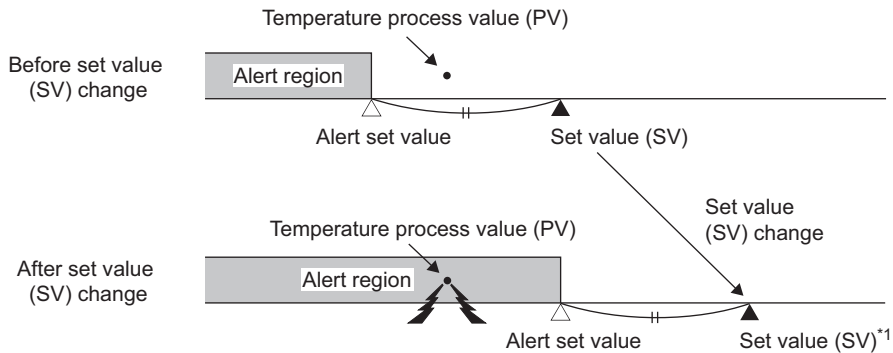 Temperature process value (PV)
Before set value
(SV) change
Alert region
Alert set value
Set value (SV)
Set value
(SV) change
Temperature process value (PV)
After set value
(SV) change
Alert region
Alert set value
Set value (SV)*1